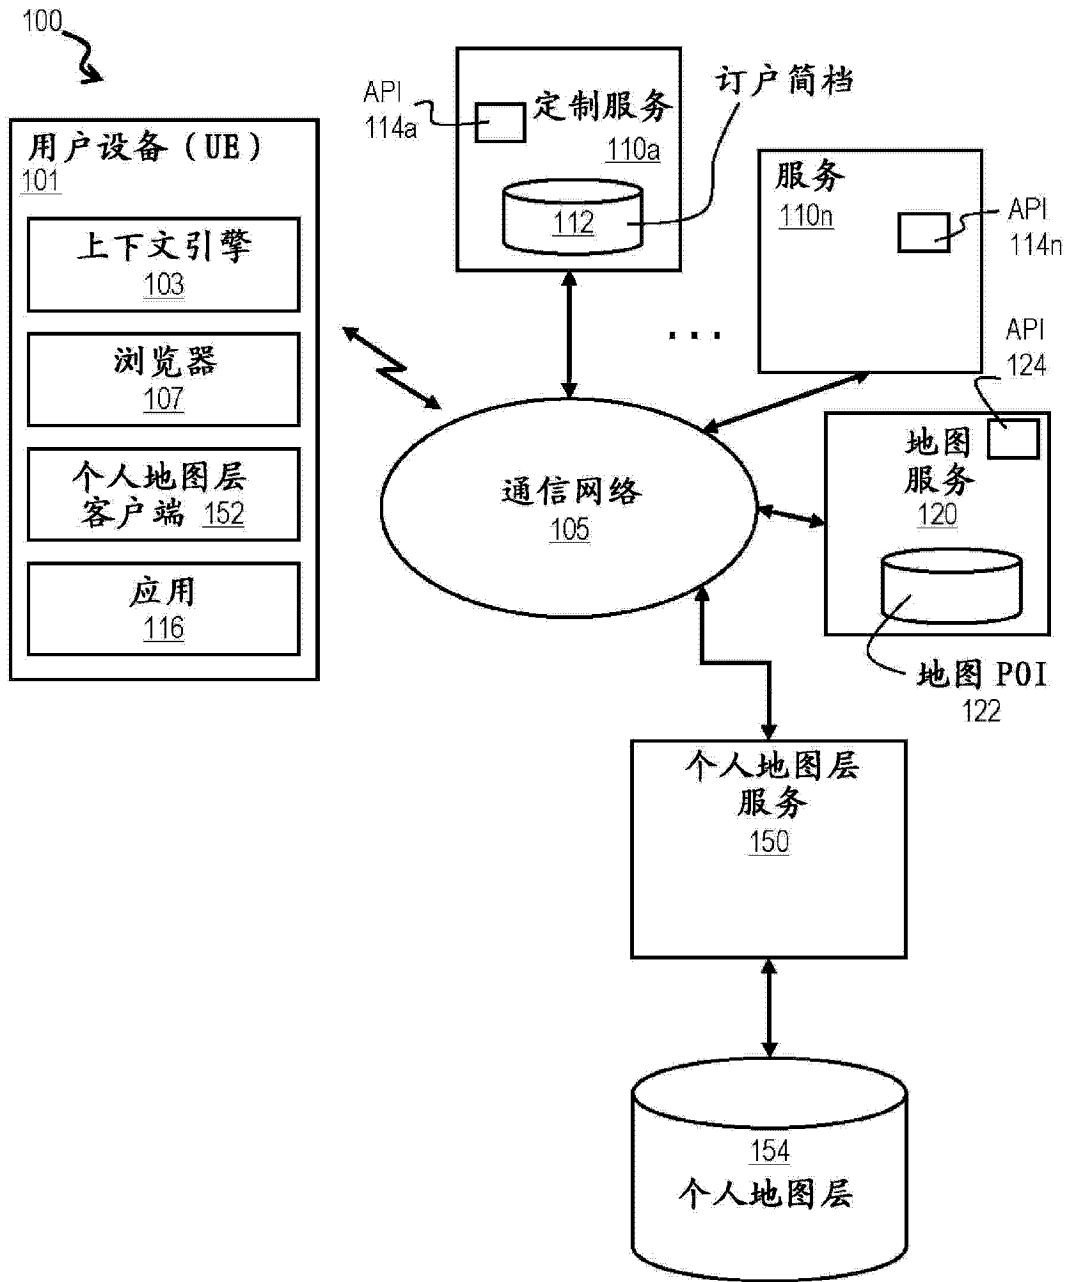 100
用户设备（UE）
101
上下文引擎
103
浏览器
107
个人地图层
客户端 152
应用
116
API
114a
定制服务
110a
112
订户简档
服务
110n
API
114n
...
API
124
地图
服务
120
地图 POI
122
通信网络
105
个人地图层
服务
150
154
个人地图层